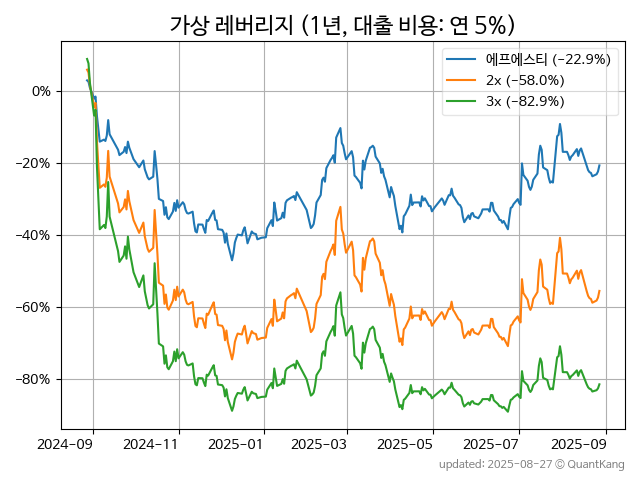 가상 레버리지 (1년, 대출 비용: 연 5%)
에프에스티 (-22.9%)
2x (-58.0%)
3x (-82.9%)
0%
−20%
−40%
−60%
−80%
2024-09 2024-11 2025-01 2025-03 2025-05 2025-07 2025-09
updated: 2025-08-27 © QuantKang